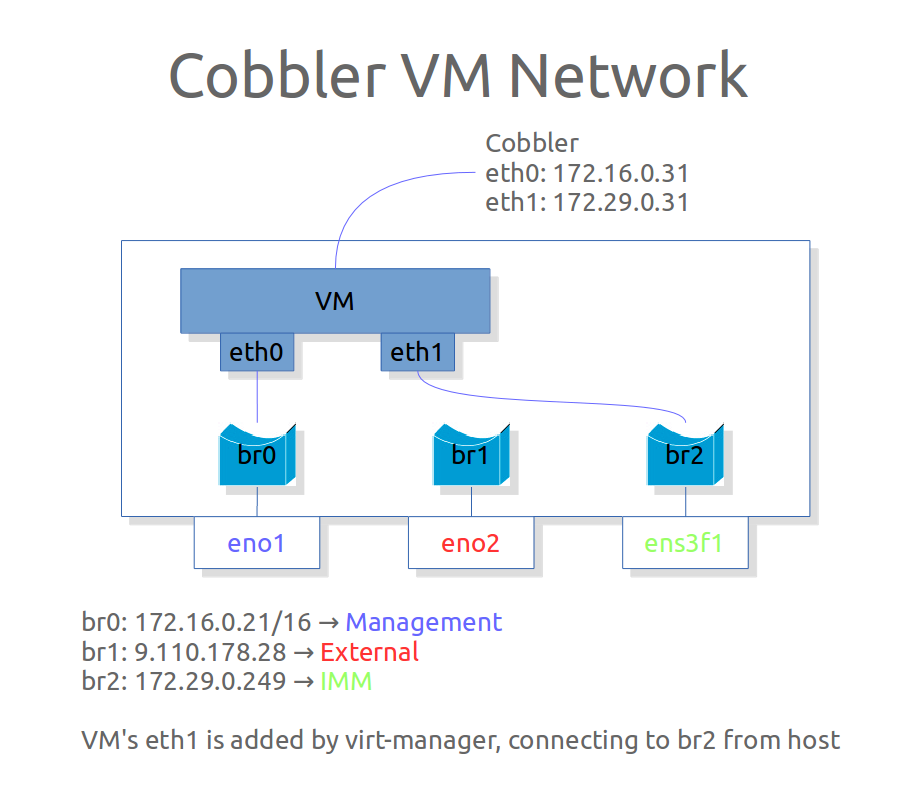 Cobbler VM Network
Cobbler
eth0: 172.16.0.31
eth1: 172.29.0.31
VM
eth0
eth1
br0
br1
br2
eno1
eno2
ens3f1
br0: 172.16.0.21/16 → Management
br1: 9.110.178.28 → External
br2: 172.29.0.249 → IMM
VM's eth1 is added by virt-manager, connecting to br2 from host